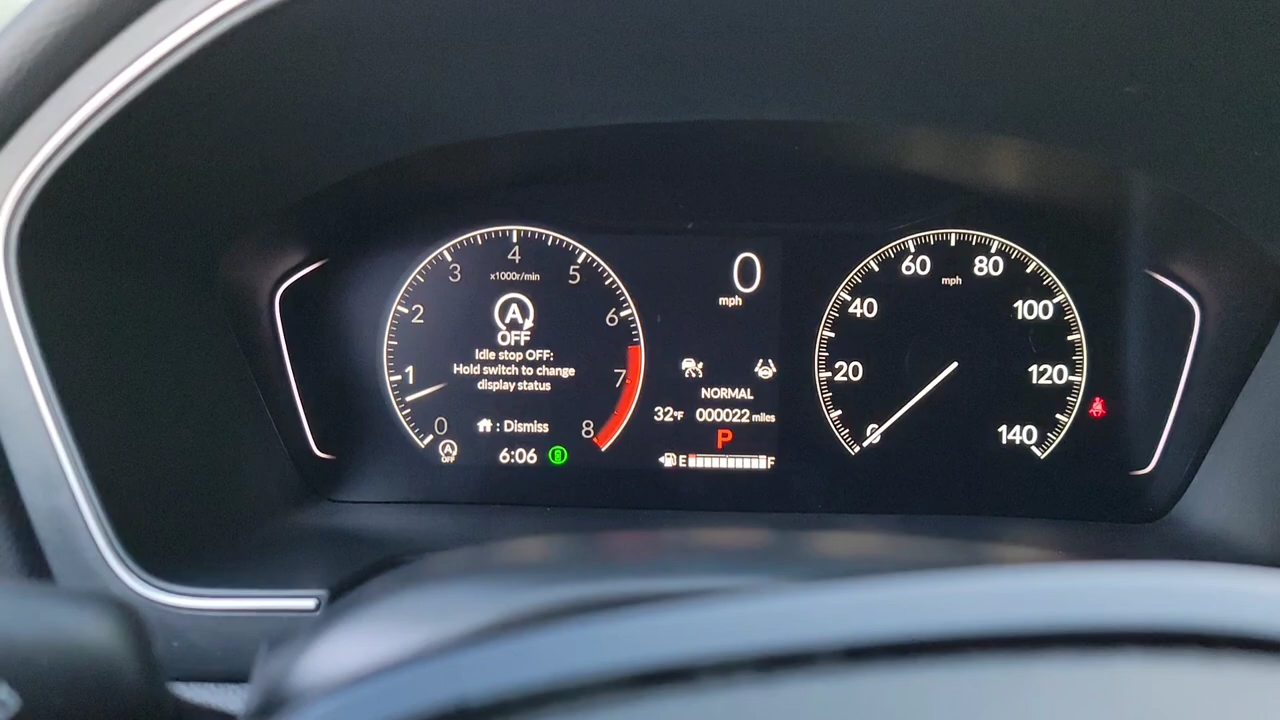 4
3
5
x1000r/min
2
6
A
OFF
Idle stop OFF:
Hold switch to change
display status
1
7
0
: Dismiss
8
A
OFF
6:06
0
mph
NORMAL
32°F 000022 miles
P
E F
60 80
mph
40 100
20 120
0 140